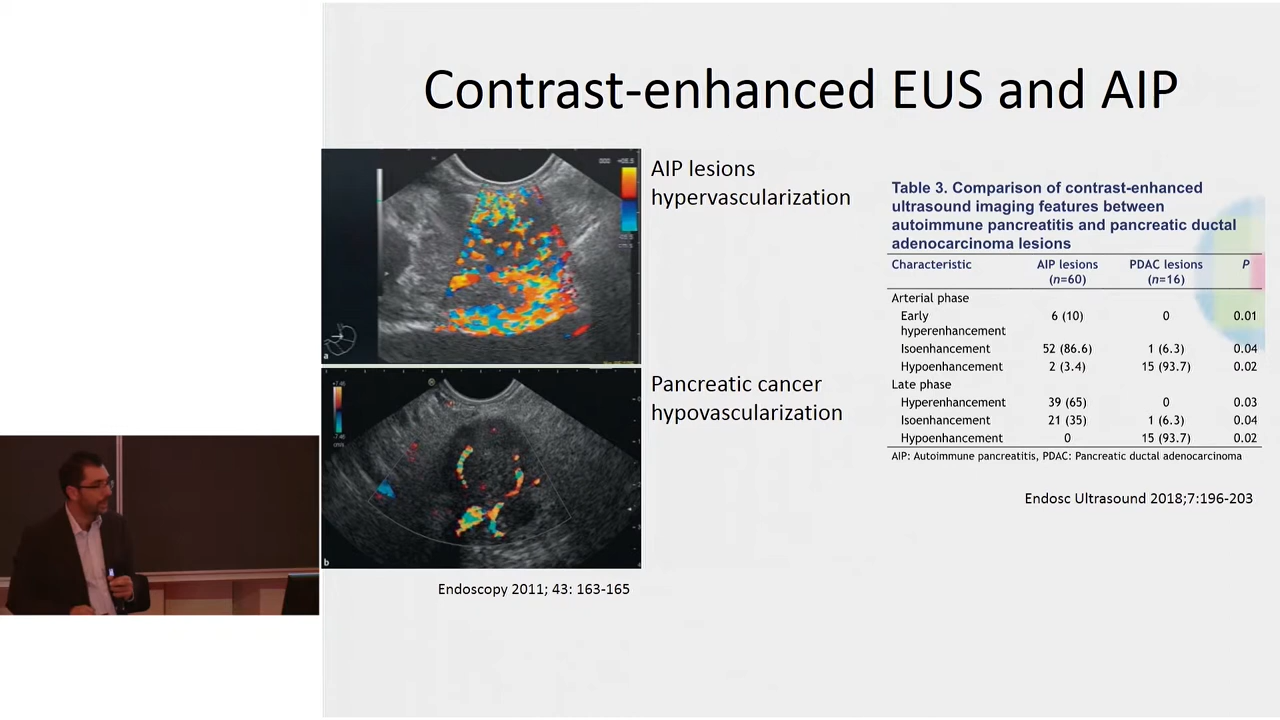 Contrast-enhanced EUS and AIP
AIP lesions
hypervascularization
a
Pancreatic cancer
hypovascularization
b
Endoscopy 2011; 43: 163-165
Table 3. Comparison of contrast-enhanced
ultrasound imaging features between
autoimmune pancreatitis and pancreatic ductal
adenocarcinoma lesions
Characteristic AIP lesions PDAC lesions P
(n=60) (n=16)
Arterial phase
Early 6 (10) 0 0.01
hyperenhancement
Isoenhancement 52 (86.6) 1 (6.3) 0.04
Hypoenhancement 2 (3.4) 15 (93.7) 0.02
Late phase
Hyperenhancement 39 (65) 0 0.03
Isoenhancement 21 (35) 1 (6.3) 0.04
Hypoenhancement 0 15 (93.7) 0.02
AIP: Autoimmune pancreatitis, PDAC: Pancreatic ductal adenocarcinoma
Endosc Ultrasound 2018;7:196-203